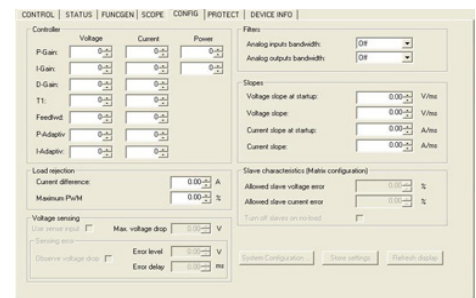 CONTROL STATUS FUNCGEN SCOPE CONFIG PROTECT DEVICE INFO
Controller
Voltage Current Power
P-Gain: 0 0 0
I-Gain: 0 0 0
D-Gain: 0 0
T1: 0 0
Feedfwd: 0 0
P-Adaptiv 0 0
I-Adaptiv: 0 0
Load rejection
Current difference: 0.00 A
Maximum PWM 0.00 %
Voltage sensing
Use sense input Max. voltage drop 0.00 V
Sensing error
Observe voltage drop Error level 0.00 V
Error delay 0.00 ms
Filters
Analog inputs bandwidth: Off
Analog outputs bandwidth: Off
Slopes
Voltage slope at startup: 0.00 V/ms
Voltage slope: 0.00 V/ms
Current slope at startup: 0.00 A/ms
Current slope: 0.00 A/ms
Slave characteristics (Matrix configuration)
Allowed slave voltage error 0.00 %
Allowed slave current error 0.00 %
Turn off slaves on no load
System Configuration Store settings Refresh display